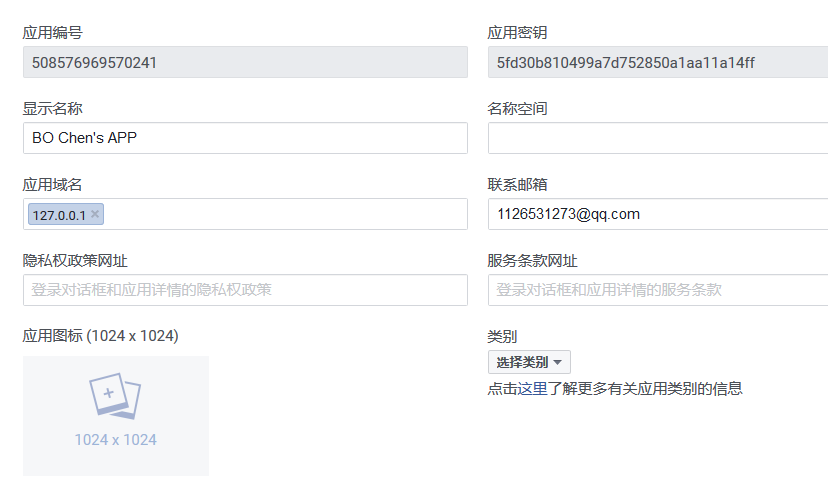 应用编号
应用密钥
508576969570241
5fd30b810499a7d752850a1aa11a14ff
显示名称
名称空间
BO Chen's APP
应用域名
联系邮箱
127.0.0.1 ×
1126531273@qq.com
隐私权政策网址
服务条款网址
登录对话框和应用详情的隐私权政策
登录对话框和应用详情的服务条款
应用图标 (1024 x 1024)
类别
选择类别
点击这里了解更多有关应用类别的信息
1024 x 1024